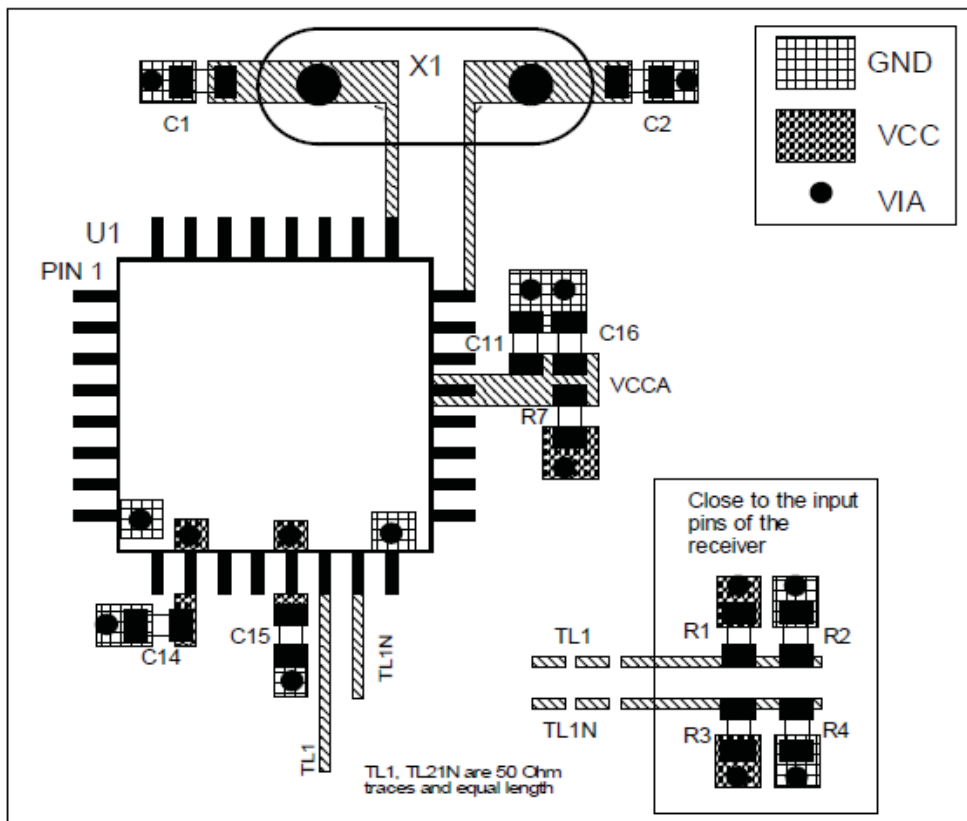 X1
GND
C1
C2
VCC
VIA
U1
PIN 1
C11
C16
VCCA
R7
Close to the input
pins of the
receiver
C14
C15
TL1N
TL1
R1
R2
TL1
TL1N
R3
R4
TL1, TL21N are 50 Ohm
traces and equal length